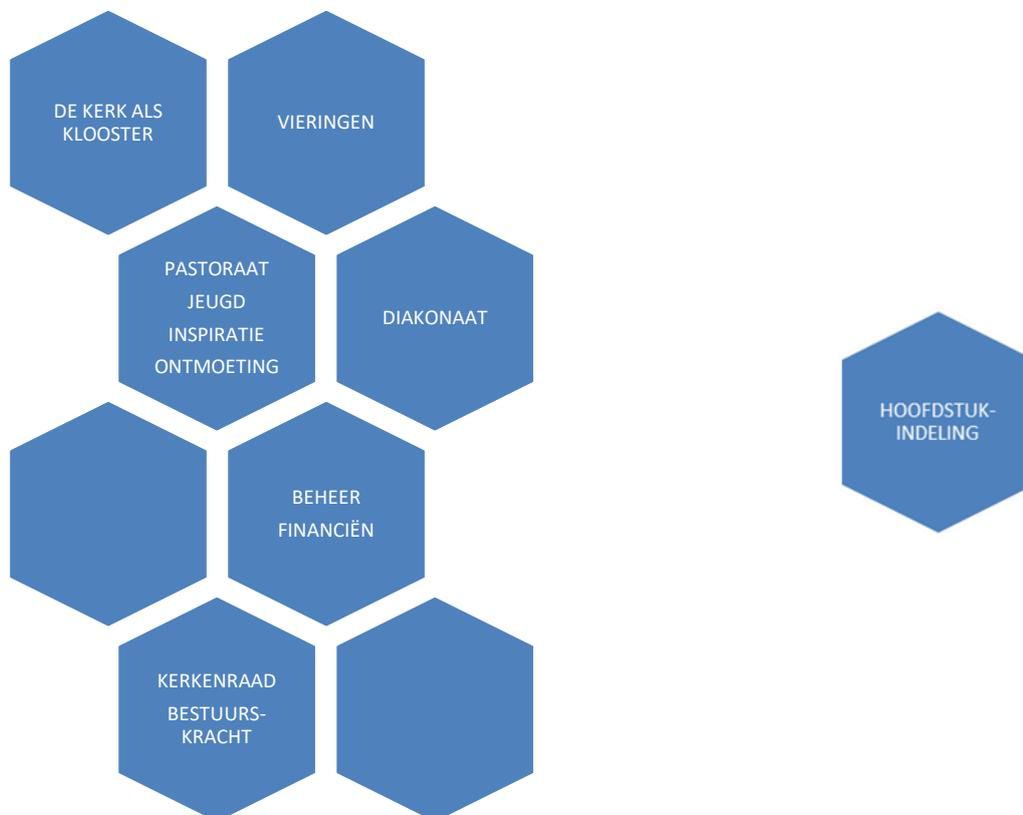 DE KERK ALS
KLOOSTER
VIERINGEN
PASTORAAT
JEUGD
INSPIRATIE
ONTMOETING
DIAKONAAT
HOOFDSTUK-
INDELING
BEHEER
FINANCIËN
KERKENRAAD
BESTUURS-
KRACHT